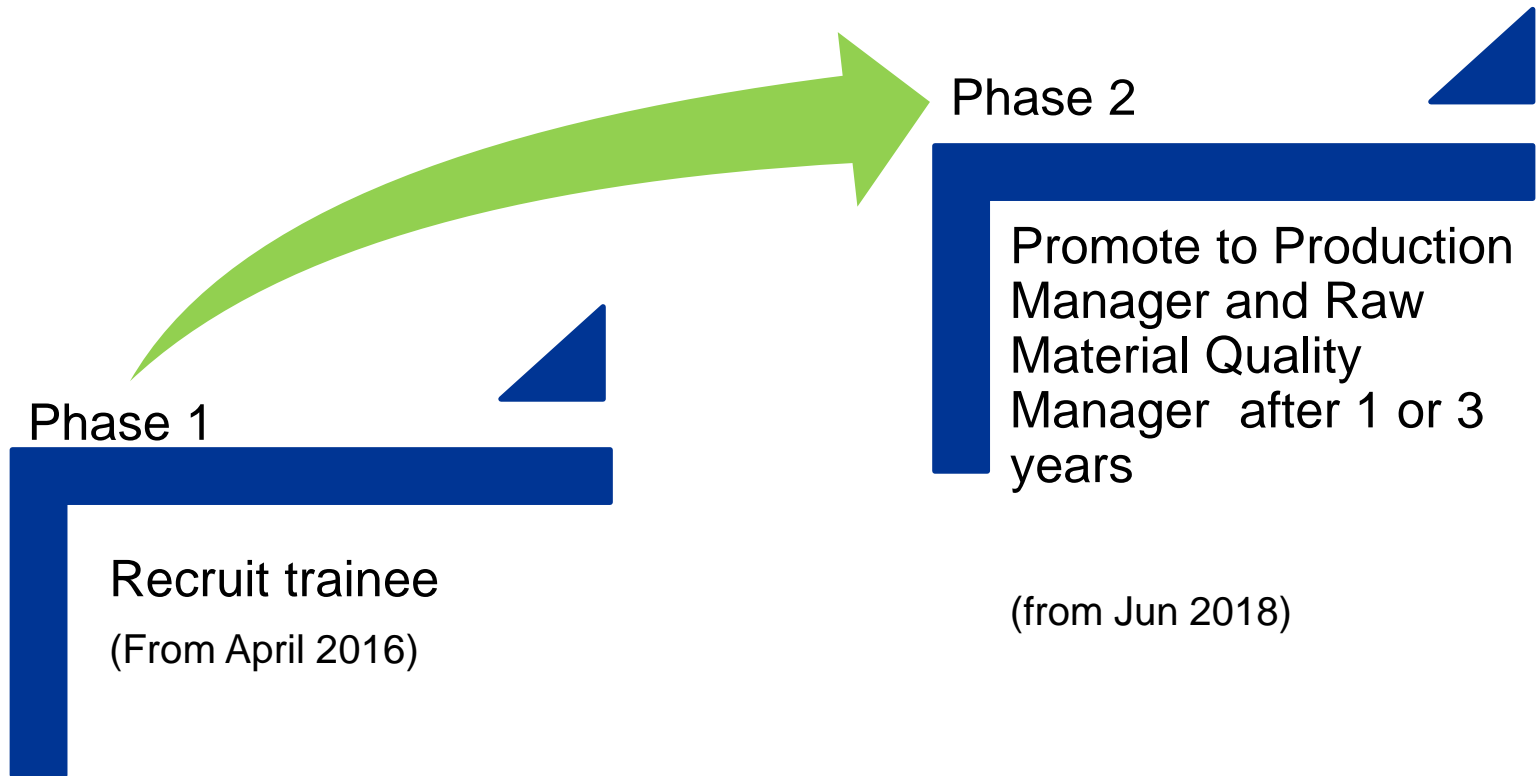 Phase 1
Recruit trainee
(From April 2016)
Phase 2
Promote to Production
Manager and Raw
Material Quality
Manager  after 1 or 3
years
(from Jun 2018)